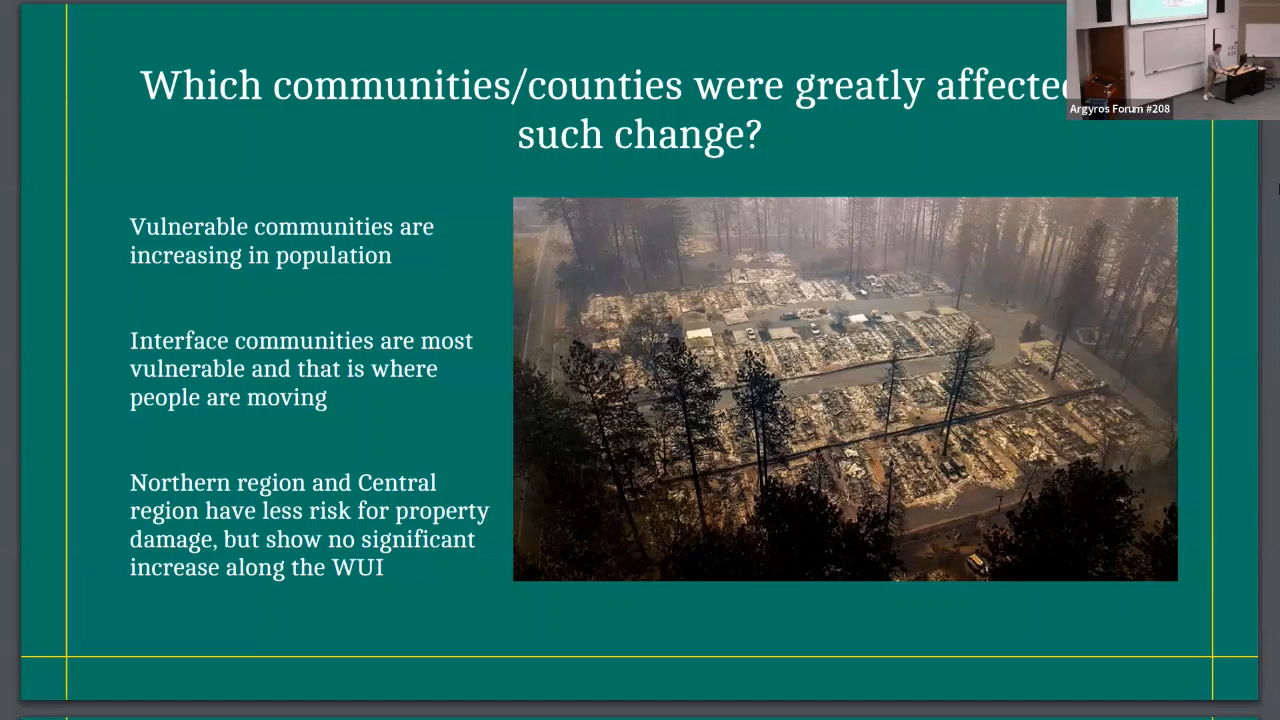 Which communities/counties were greatly affected
such change?
Argyros Forum #208
Vulnerable communities are
increasing in population
Interface communities are most
vulnerable and that is where
people are moving
Northern region and Central
region have less risk for property
damage, but show no significant
increase along the WUI